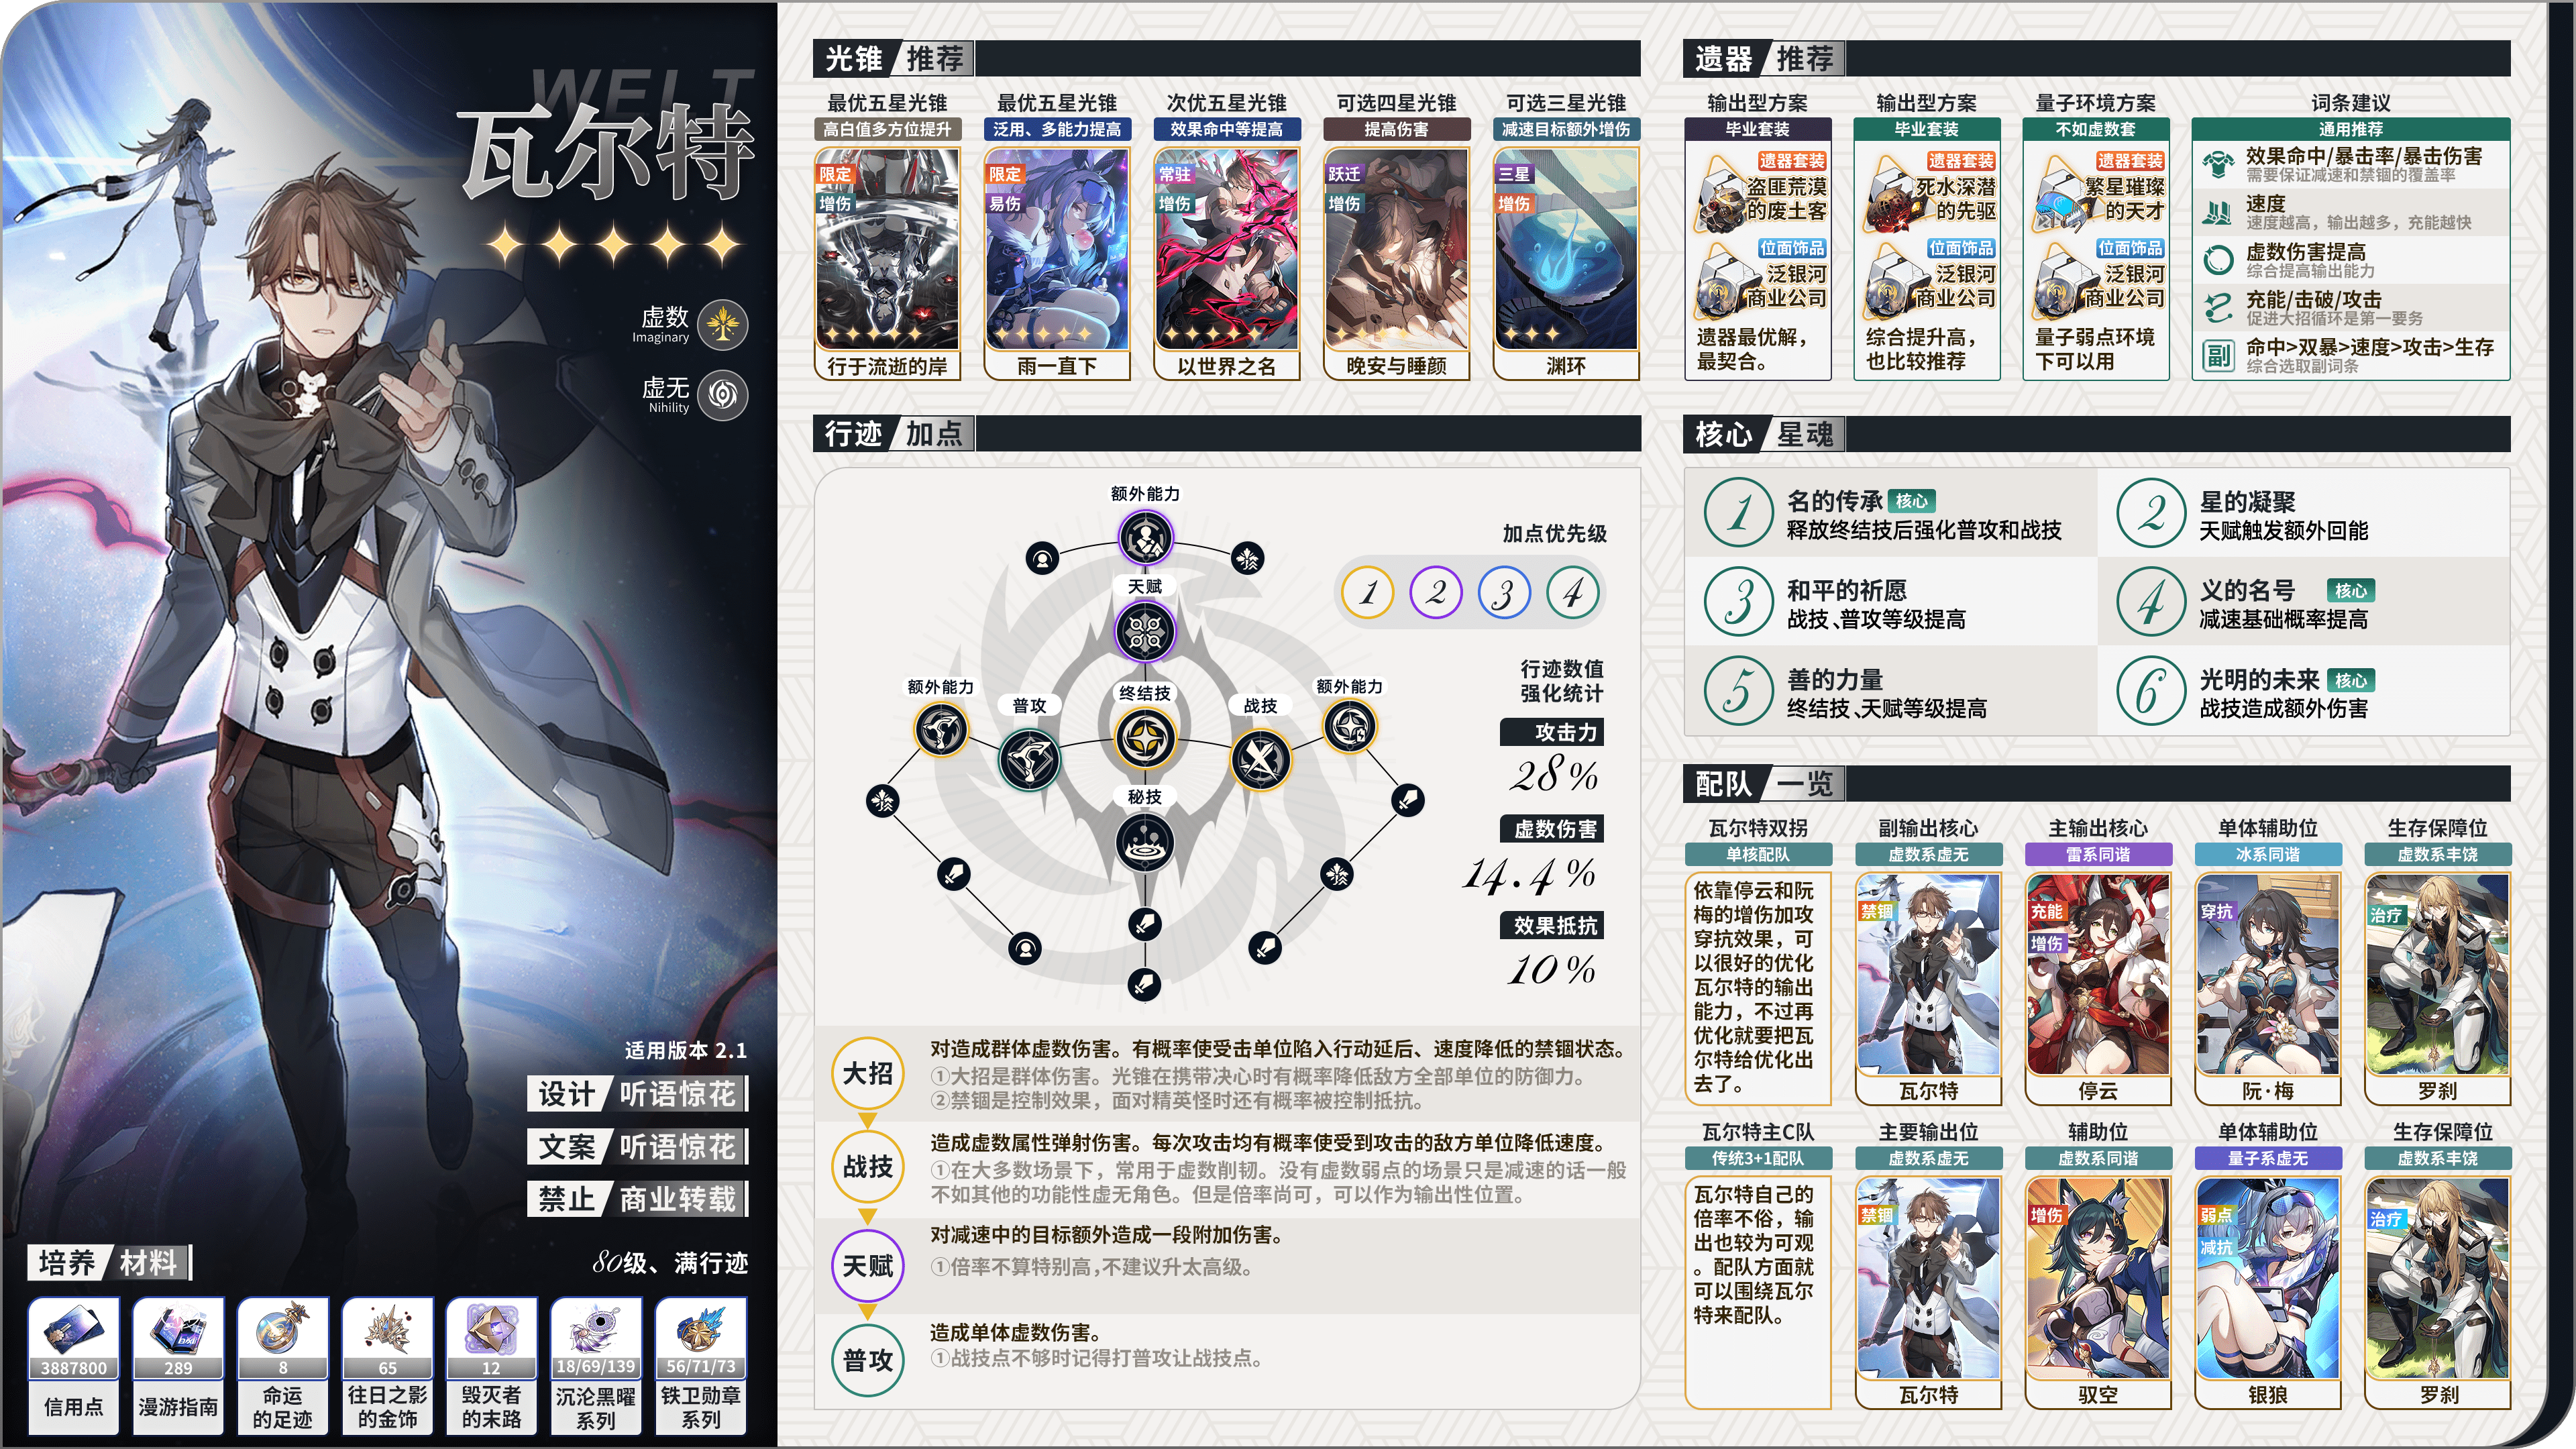 WELT
瓦尔特
虚数
Imaginary
虚无
Nihility
适用版本 2.1
设计 听语惊花
文案 听语惊花
禁止 商业转载
培养 材料
80级、满行迹
3887800
信用点
289
漫游指南
8
命运
的足迹
65
往日之影
的金饰
12
毁灭者
的末路
18/69/139
沉沦黑曜
系列
56/71/73
铁卫勋章
系列
光锥 推荐
最优五星光锥
高白值多方位提升
限定
增伤
行于流逝的岸
最优五星光锥
泛用、多能力提高
限定
易伤
雨一直下
次优五星光锥
效果命中等提高
常驻
增伤
以世界之名
可选四星光锥
提高伤害
跃迁
增伤
晚安与睡颜
可选三星光锥
减速目标额外增伤
三星
增伤
渊环
行迹 加点
额外能力
天赋
额外能力
普攻
终结技
战技
额外能力
秘技
加点优先级
1 2 3 4
行迹数值
强化统计
攻击力
28%
虚数伤害
14.4%
效果抵抗
10%
大招
对造成群体虚数伤害。有概率使受击单位陷入行动延后、速度降低的禁锢状态。
①大招是群体伤害。光锥在携带决心时有概率降低敌方全部单位的防御力。
②禁锢是控制效果，面对精英怪时还有概率被控制抵抗。
战技
造成虚数属性弹射伤害。每次攻击均有概率使受到攻击的敌方单位降低速度。
①在大多数场景下，常用于虚数削韧。没有虚数弱点的场景只是减速的话一般
不如其他的功能性虚无角色。但是倍率尚可，可以作为输出性位置。
天赋
对减速中的目标额外造成一段附加伤害。
①倍率不算特别高,不建议升太高级。
普攻
造成单体虚数伤害。
①战技点不够时记得打普攻让战技点。
遗器 推荐
输出型方案
毕业套装
遗器套装
盗匪荒漠
的废土客
位面饰品
泛银河
商业公司
遗器最优解，
最契合。
输出型方案
毕业套装
遗器套装
死水深潜
的先驱
位面饰品
泛银河
商业公司
综合提升高，
也比较推荐
量子环境方案
不如虚数套
遗器套装
繁星璀璨
的天才
位面饰品
泛银河
商业公司
量子弱点环境
下可以用
词条建议
通用推荐
效果命中/暴击率/暴击伤害
需要保证减速和禁锢的覆盖率
速度
速度越高，输出越多，充能越快
虚数伤害提高
综合提高输出能力
充能/击破/攻击
促进大招循环是第一要务
副
命中>双暴>速度>攻击>生存
综合选取副词条
核心 星魂
1
名的传承 核心
释放终结技后强化普攻和战技
2
星的凝聚
天赋触发额外回能
3
和平的祈愿
战技、普攻等级提高
4
义的名号 核心
减速基础概率提高
5
善的力量
终结技、天赋等级提高
6
光明的未来 核心
战技造成额外伤害
配队 一览
瓦尔特双拐
单核配队
依靠停云和阮
梅的增伤加攻
穿抗效果，可
以很好的优化
瓦尔特的输出
能力，不过再
优化就要把瓦
尔特给优化出
去了。
副输出核心
虚数系虚无
禁锢
瓦尔特
主输出核心
雷系同谐
充能
增伤
停云
单体辅助位
冰系同谐
穿抗
阮·梅
生存保障位
虚数系丰饶
治疗
罗刹
瓦尔特主C队
传统3+1配队
瓦尔特自己的
倍率不俗，输
出也较为可观
。配队方面就
可以围绕瓦尔
特来配队。
主要输出位
虚数系虚无
禁锢
瓦尔特
辅助位
虚数系同谐
增伤
驭空
单体辅助位
量子系虚无
弱点
减抗
银狼
生存保障位
虚数系丰饶
治疗
罗刹